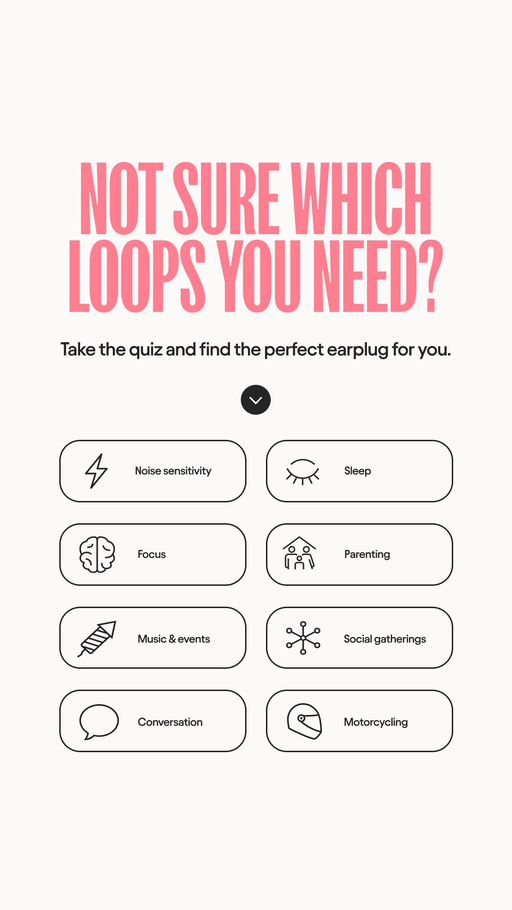 NOT SURE WHICH
LOOPS YOU NEED?
Take the quiz and find the perfect earplug for you.
Noise sensitivity
Sleep
Focus
Parenting
Music & events
Social gatherings
Conversation
Motorcycling